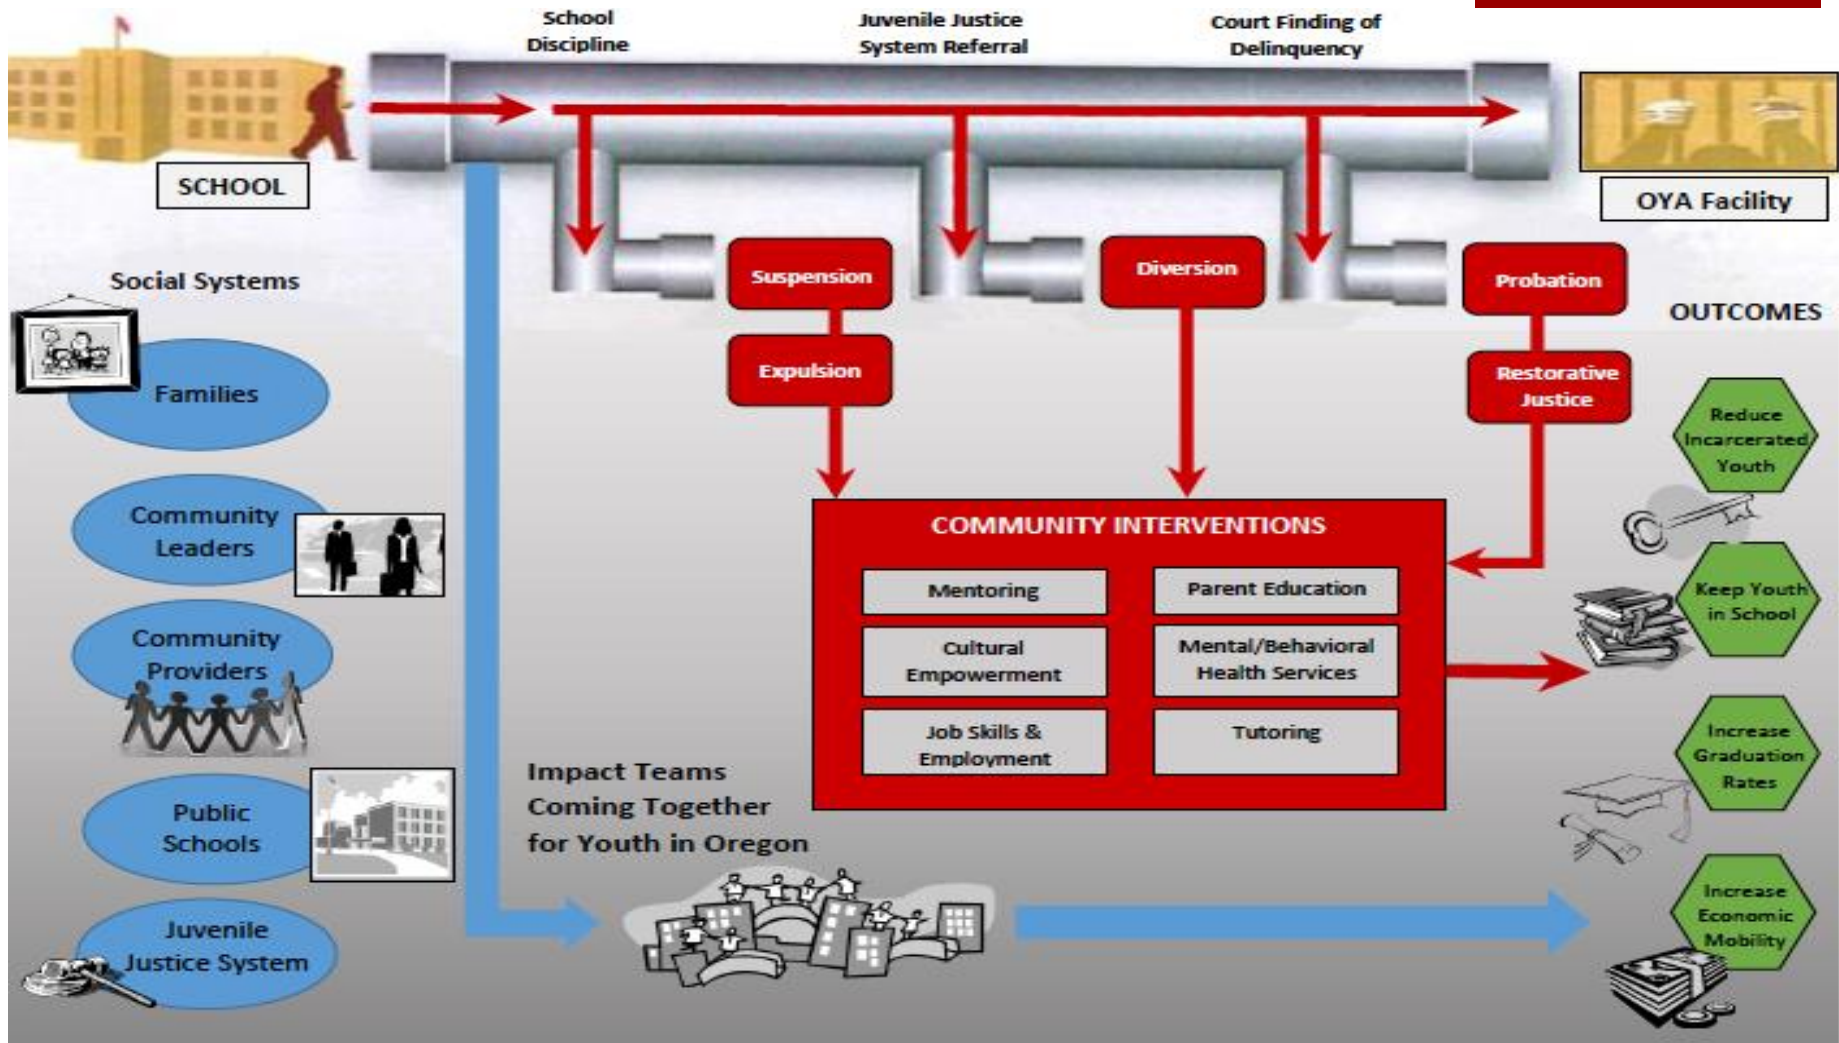 School
Discipline
Juvenile Justice
System Referral
Court Finding of
Delinquency
SCHOOL
OYA Facility
Social Systems
Families
Community
Leaders
Community
Providers
Public
Schools
Juvenile
Justice System
Suspension
Expulsion
Diversion
Probation
Restorative
Justice
COMMUNITY INTERVENTIONS
Mentoring
Parent Education
Cultural
Empowerment
Mental/Behavioral
Health Services
Job Skills &
Employment
Tutoring
Impact Teams
Coming Together
for Youth in Oregon
OUTCOMES
Reduce
Incarcerated
Youth
Keep Youth
in School
Increase
Graduation
Rates
Increase
Economic
Mobility